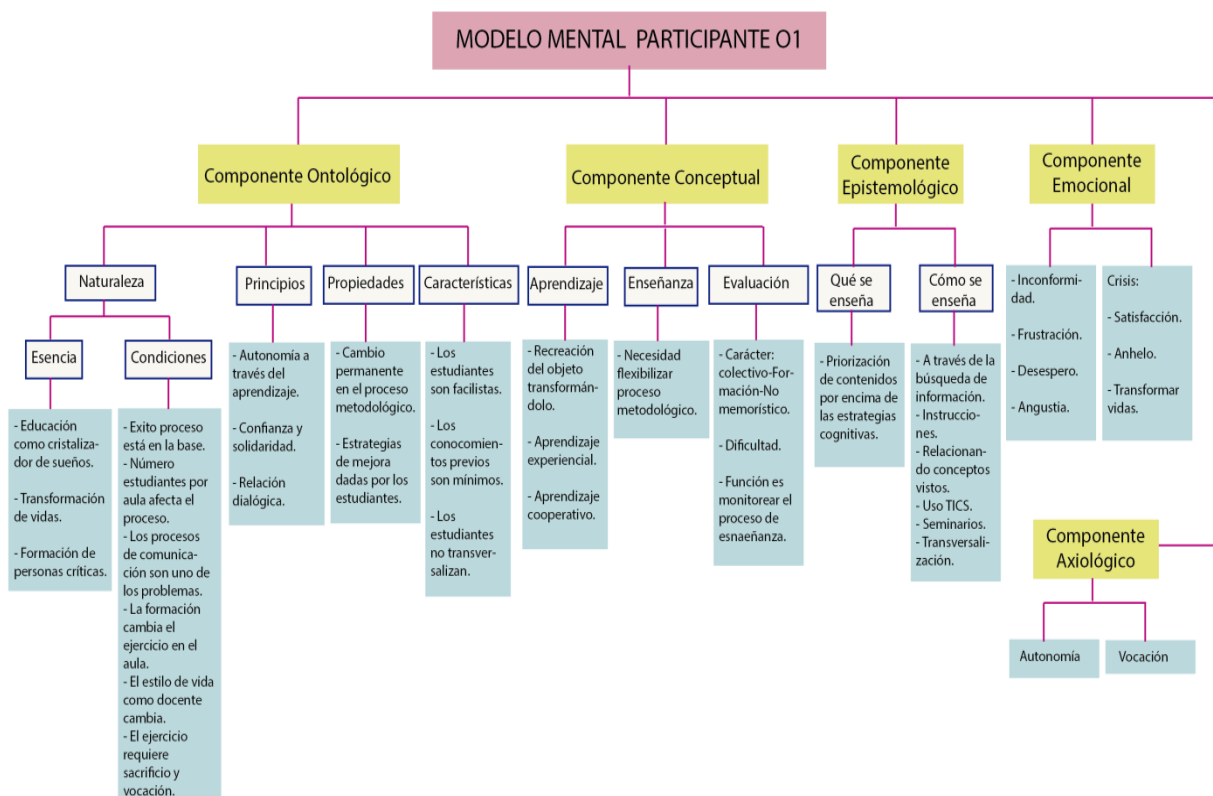 MODELO MENTAL PARTICIPANTE O1
Componente Ontológico
Componente Conceptual
Componente
Epistemológico
Componente
Emocional
Naturaleza
Principios
Propiedades
Características
Aprendizaje
Enseñanza
Evaluación
Qué se
enseña
Cómo se
enseña
Esencia
Condiciones
- Educación
como cristaliza-
dor de sueños.
- Transformación
de vidas.
- Formación de
personas críticas.
- Exito proceso
está en la base.
- Número
estudiantes por
aula afecta el
proceso.
- Los procesos
de comunica-
ción son uno de
los problemas.
- La formación
cambia el
ejercicio en el
aula.
- El estilo de vida
como docente
cambia.
- El ejercicio
requiere
sacrificio y
vocación.
- Autonomía a
través del
aprendizaje.
- Confianza y
solidaridad.
- Relación
dialógica.
- Cambio
permanente
en el proceso
metodológico.
- Estrategias
de mejora
dadas por los
estudiantes.
- Los
estudiantes
son facilistas.
- Los
conocomien-
tos previos
son mínimos.
- Los
estudiantes
no transver-
salizan.
- Recreación
del objeto
transformán-
dolo.
- Aprendizaje
experiencial.
- Aprendizaje
cooperativo.
- Necesidad
flexibilizar
proceso
metodológico.
- Carácter:
colectivo-For-
mación-No
memorístico.
- Dificultad.
- Función es
monitorear el
proceso de
esnaeñanza.
- Priorización
de contenidos
por encima de
las estrategias
cognitivas.
- A través de la
búsqueda de
información.
- Instruccio-
nes.
- Relacionan-
do conceptos
vistos.
- Uso TICS.
- Seminarios.
- Transversali-
zación.
- Inconformi-
dad.
- Frustración.
- Desespero.
- Angustia.
Crisis:
- Satisfacción.
- Anhelo.
- Transformar
vidas.
Componente
Axiológico
Autonomía
Vocación